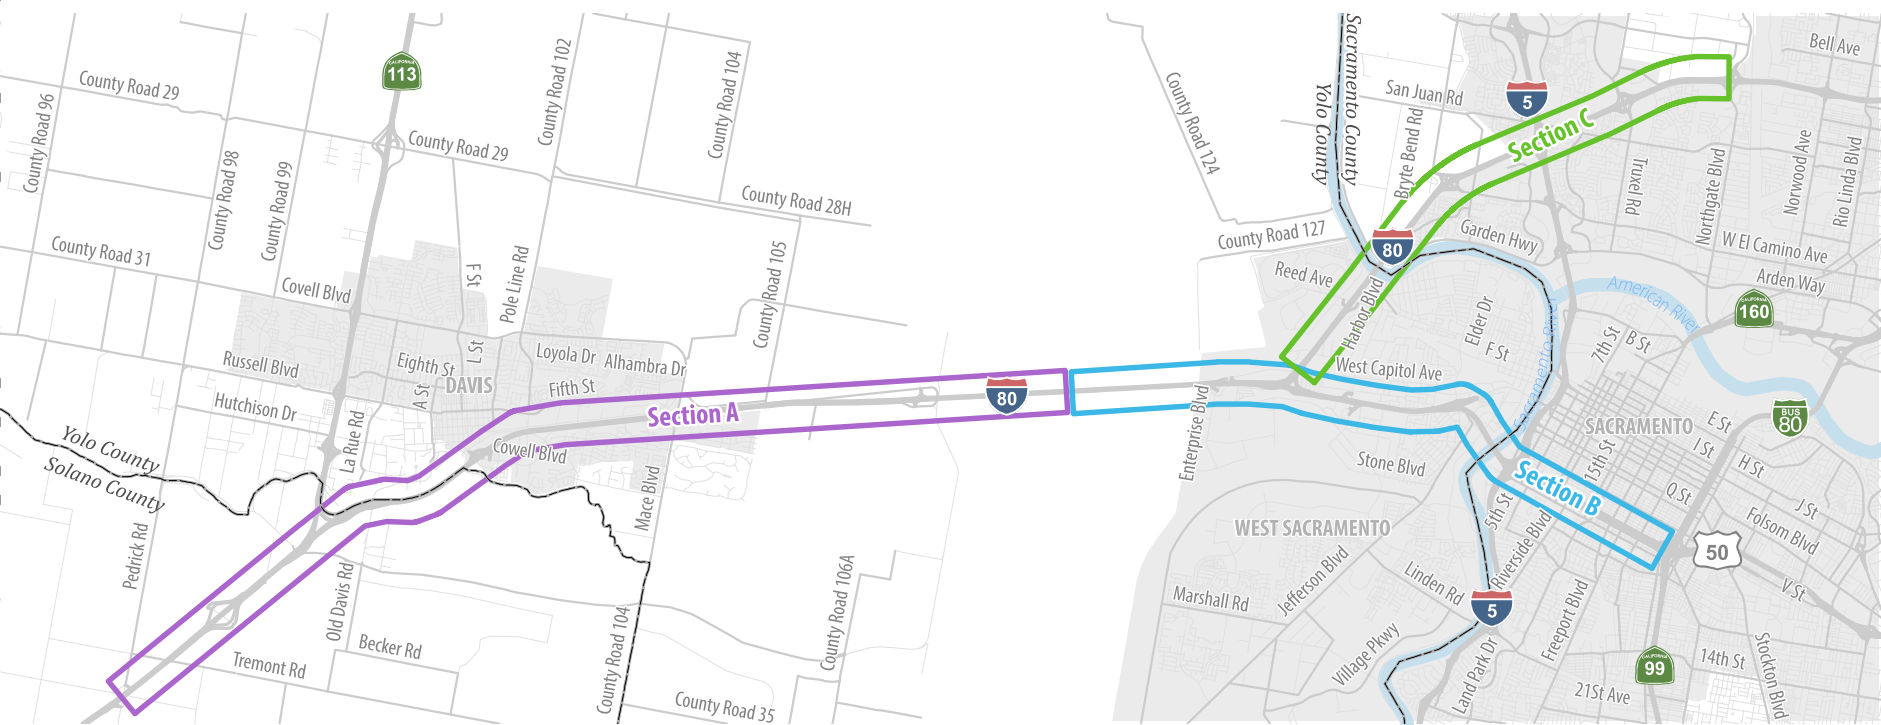 CALIFORNIA
113
County Road 29
County Road 96
County Road 98
County Road 99
County Road 31
County Road 102
County Road 104
County Road 29
County Road 28H
County Road 105
Covell Blvd
F St
Pole Line Rd
L St
Russell Blvd
Eighth St
Loyola Dr
Alhambra Dr
DAVIS
A St
Fifth St
Hutchison Dr
La Rue Rd
Section A
80
Cowell Blvd
Yolo County
Solano County
Mace Blvd
Pedrick Rd
Old Davis Rd
Becker Rd
Tremont Rd
County Road 104
County Road 106A
County Road 35
County Road 124
County Road 127
Sacramento County
Yolo County
San Juan Rd
Bryte Bend Rd
5
Section C
Bell Ave
Truxel Rd
Northgate Blvd
Norwood Ave
Rio Linda Blvd
Garden Hwy
W El Camino Ave
Arden Way
80
Reed Ave
Harbor Blvd
Elder Dr
F St
West Capitol Ave
American River
Sacramento River
CALIFORNIA
160
7th St
B St
BUS
80
SACRAMENTO
E St
I St
H St
J St
15th St
Q St
Folsom Blvd
V St
Section B
50
Enterprise Blvd
Stone Blvd
WEST SACRAMENTO
5th St
Riverside Blvd
Jefferson Blvd
Linden Rd
Marshall Rd
5
Village Pkwy
Land Park Dr
Freeport Blvd
CALIFORNIA
99
14th St
21St Ave
Stockton Blvd